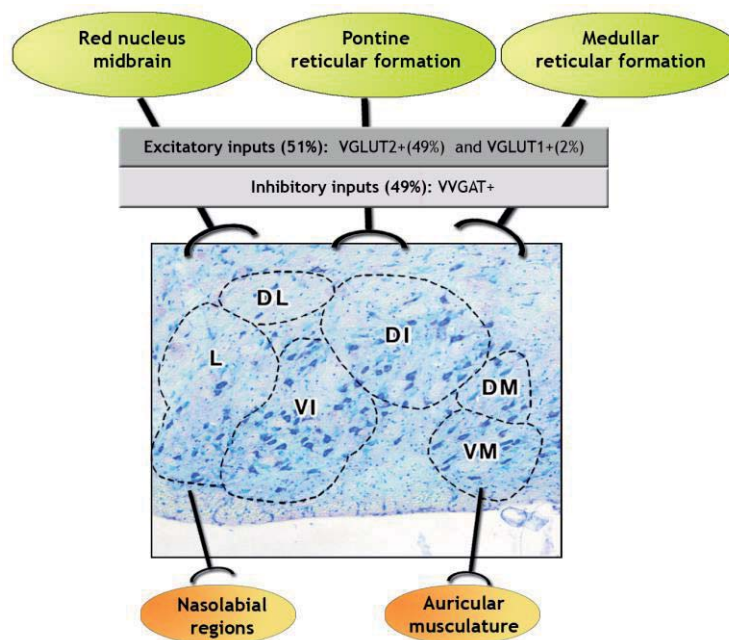 Red nucleus
midbrain
Pontine
reticular formation
Medullar
reticular formation
Excitatory inputs (51%): VGLUT2+(49%) and VGLUT1+(2%)
Inhibitory inputs (49%): VVGAT+
DL
DI
L
DM
VI
VM
Nasolabial
regions
Auricular
musculature